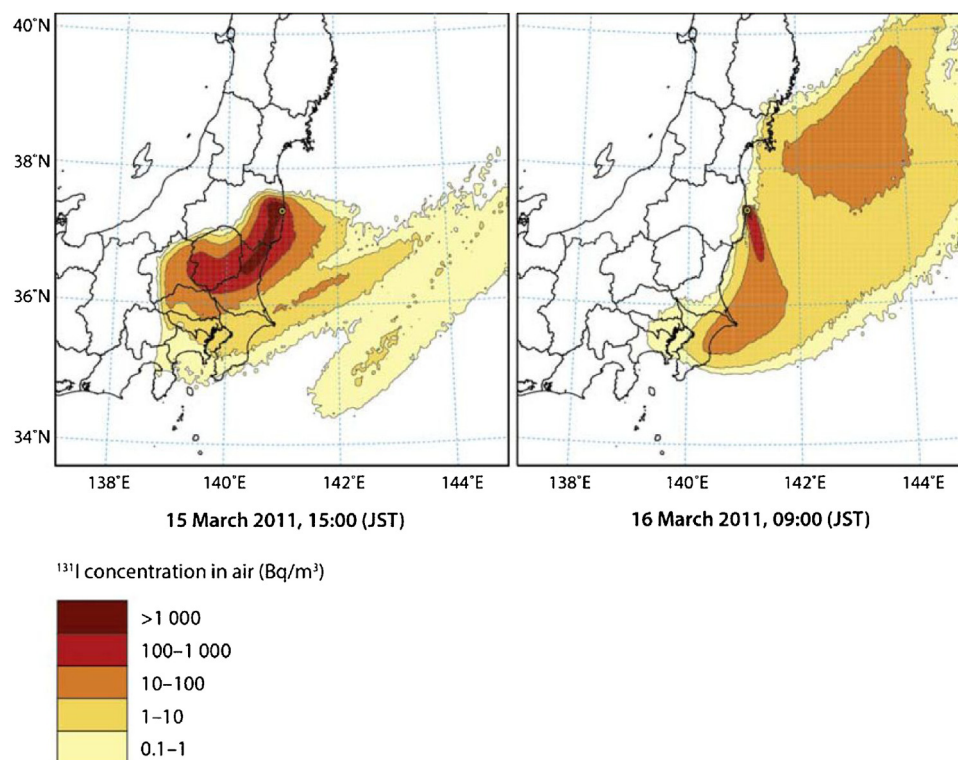 40˚N
38˚N
36˚N
34˚N
138˚E 140˚E 142˚E 144˚E
138˚E 140˚E 142˚E 144˚E
15 March 2011, 15:00 (JST)
16 March 2011, 09:00 (JST)
¹³¹I concentration in air (Bq/m³)
>1 000
100–1 000
10–100
1–10
0.1–1